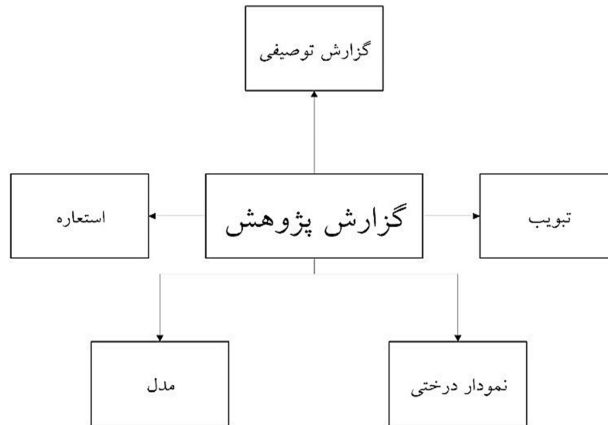 گزارش توصیفی
تبویب
گزارش پژوهش
استعاره
نمودار درختی
مدل